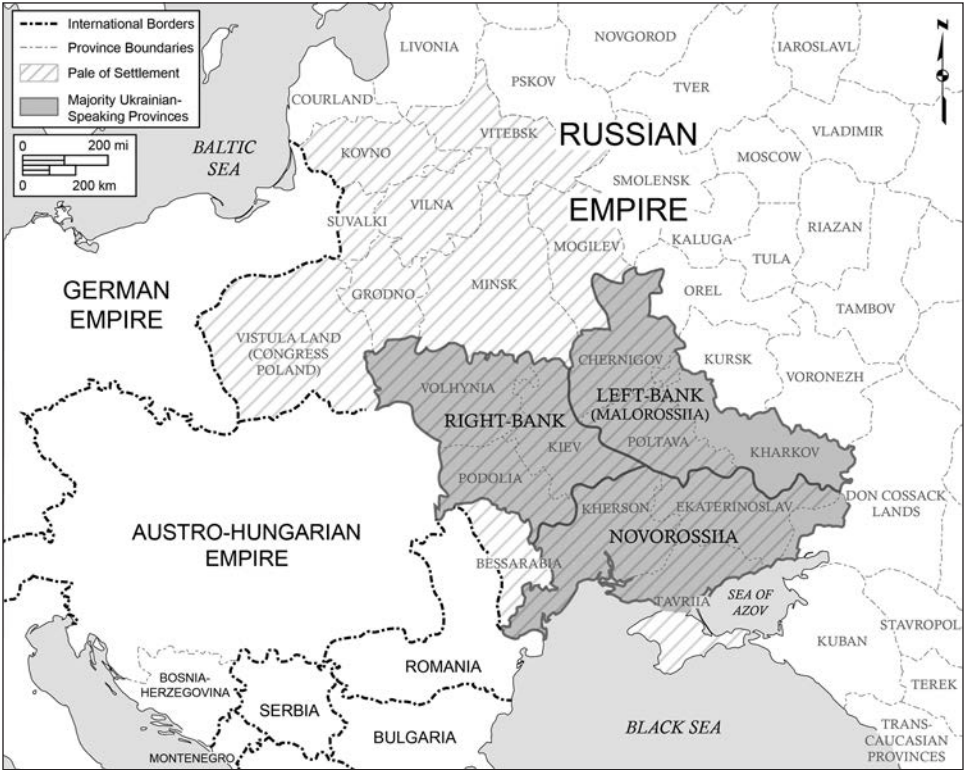 International Borders
Province Boundaries
Pale of Settlement
Majority Ukrainian-
Speaking Provinces
0 200 mi
0 200 km
N
LIVONIA
NOVGOROD
IAROSLAVL
PSKOV
TVER
COURLAND
VITEBSK
RUSSIAN
EMPIRE
VLADIMIR
BALTIC
SEA
KOVNO
MOSCOW
SMOLENSK
VILNA
SUVALKI
RIAZAN
MOGILEV
KALUGA
TULA
GERMAN
EMPIRE
GRODNO
MINSK
OREL
TAMBOV
VISTULA LAND
(CONGRESS
POLAND)
CHERNIGOV
KURSK
VORONEZH
VOLHYNIA
LEFT-BANK
(MALOROSSIIA)
RIGHT-BANK
KIEV
POLTAVA
KHARKOV
PODOLIA
DON COSSACK
LANDS
KHERSON
EKATERINOSLAV
AUSTRO-HUNGARIAN
EMPIRE
NOVOROSSIIA
BESSARABIA
TAVRIIA
SEA OF
AZOV
STAVROPOL
KUBAN
ROMANIA
BOSNIA-
HERZEGOVINA
TEREK
SERBIA
BLACK SEA
BULGARIA
TRANS-
CAUCASIAN
PROVINCES
MONTENEGRO